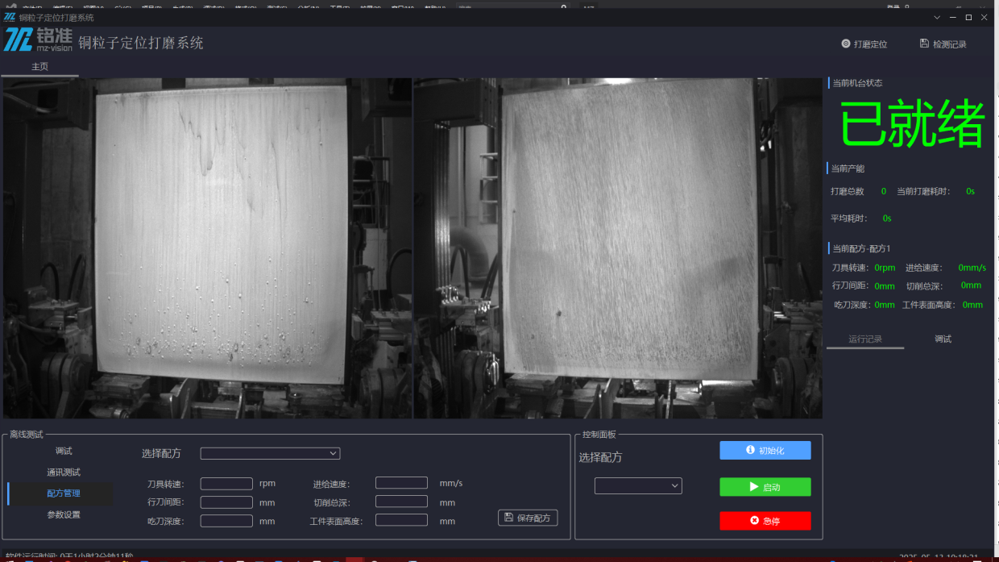 铜粒子定位打磨系统
铭准
mz-vision
铜粒子定位打磨系统
打磨定位 检测记录
主页
当前机台状态
已就绪
当前产能
打磨总数 0 当前打磨耗时: 0s
平均耗时: 0s
当前配方-配方1
刀具转速: 0rpm 进给速度: 0mm/s
行刀间距: 0mm 切削总深: 0mm
吃刀深度: 0mm 工件表面高度: 0mm
运行记录 调试
离线测试
调试
通讯测试
配方管理
参数设置
选择配方
刀具转速: rpm 进给速度: mm/s
行刀间距: mm 切削总深: mm
吃刀深度: mm 工件表面高度: mm
保存配方
控制面板
选择配方
初始化
启动
急停
软件运行时间: 0天1小时2分钟11秒
2025-05-13 10:18:21